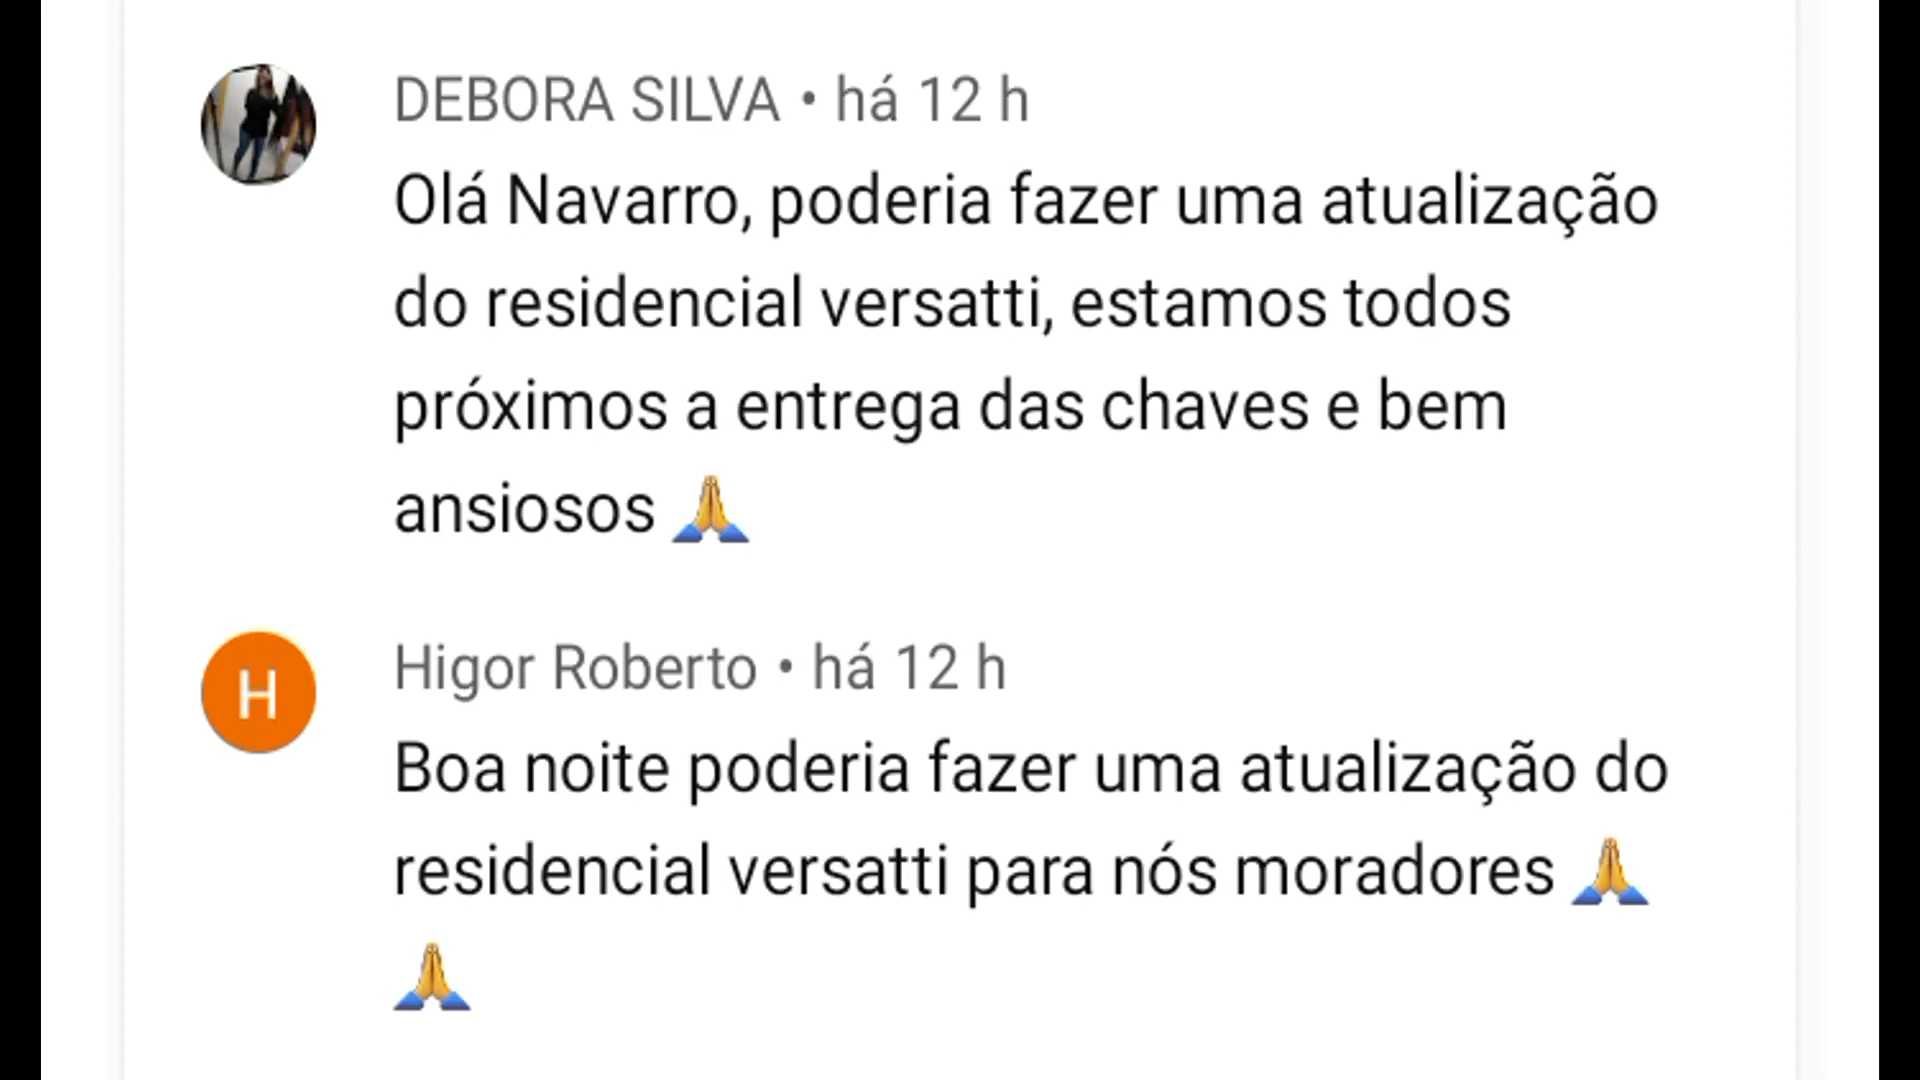 DEBORA SILVA • há 12 h
Olá Navarro, poderia fazer uma atualização
do residencial versatti, estamos todos
próximos a entrega das chaves e bem
ansiosos 🙏
H
Higor Roberto • há 12 h
Boa noite poderia fazer uma atualização do
residencial versatti para nós moradores 🙏
🙏